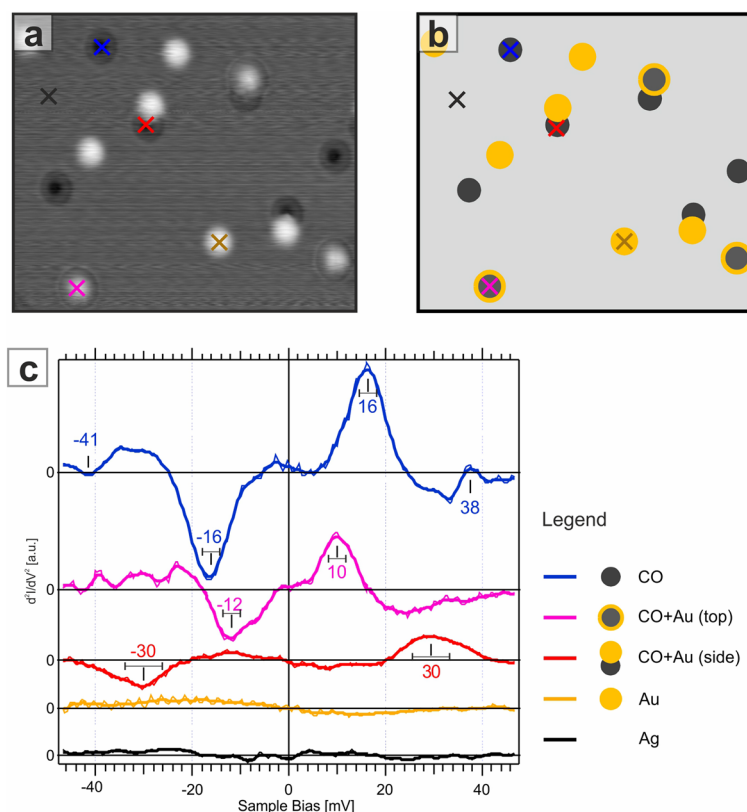 a
b
c
-41
16
-16
38
10
-12
-30
30
0
0
0
0
0
d²I/dV² [a.u.]
-40
-20
0
20
40
Sample Bias [mV]
Legend
CO
CO+Au (top)
CO+Au (side)
Au
Ag